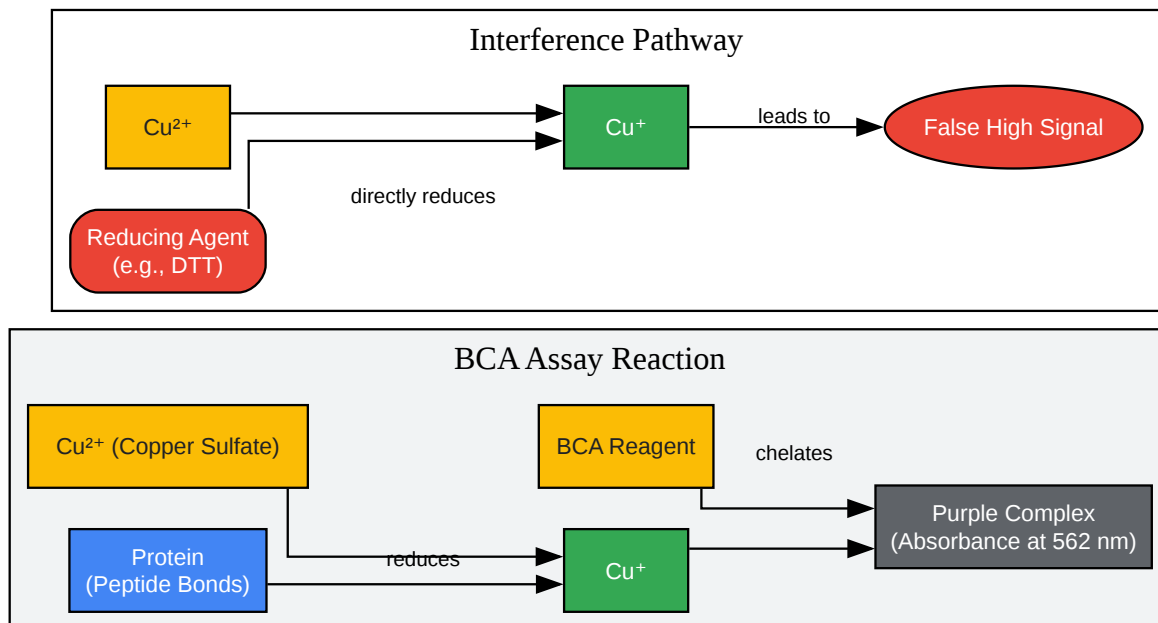 Interference Pathway
Cu²⁺
Cu⁺
leads to
False High Signal
directly reduces
Reducing Agent
(e.g., DTT)
BCA Assay Reaction
Cu²⁺ (Copper Sulfate)
BCA Reagent
chelates
Purple Complex
(Absorbance at 562 nm)
Protein
(Peptide Bonds)
reduces
Cu⁺